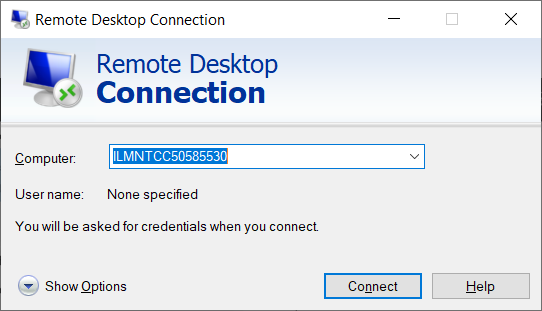 Remote Desktop Connection
Remote Desktop
Connection
Computer:
ILMNTCC50585530
User name: None specified
You will be asked for credentials when you connect.
Show Options
Connect
Help